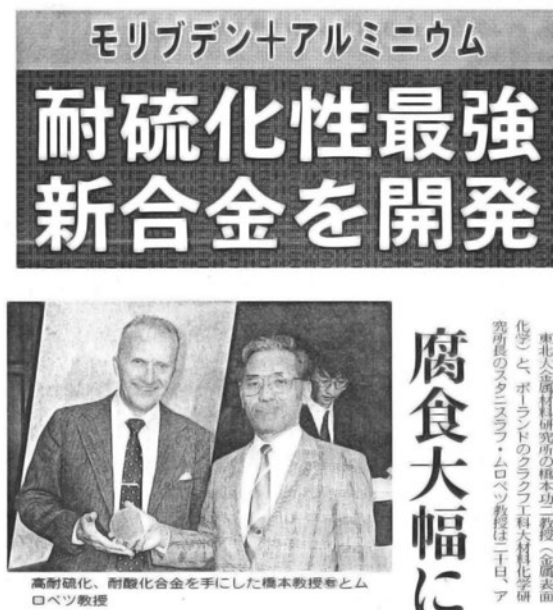 モリブデン＋アルミニウム
耐硫化性最強
新合金を開発
腐食大幅に
東北大金属材料研究所の橋本功二教授（金属表面
化学）と、ポーランドのクラクフ工科大材料化学研
究所長のスタニスラフ・ムロベツ教授は二十日、ア
高耐硫化、耐酸化合金を手にした橋本教授㊨とム
ロベツ教授